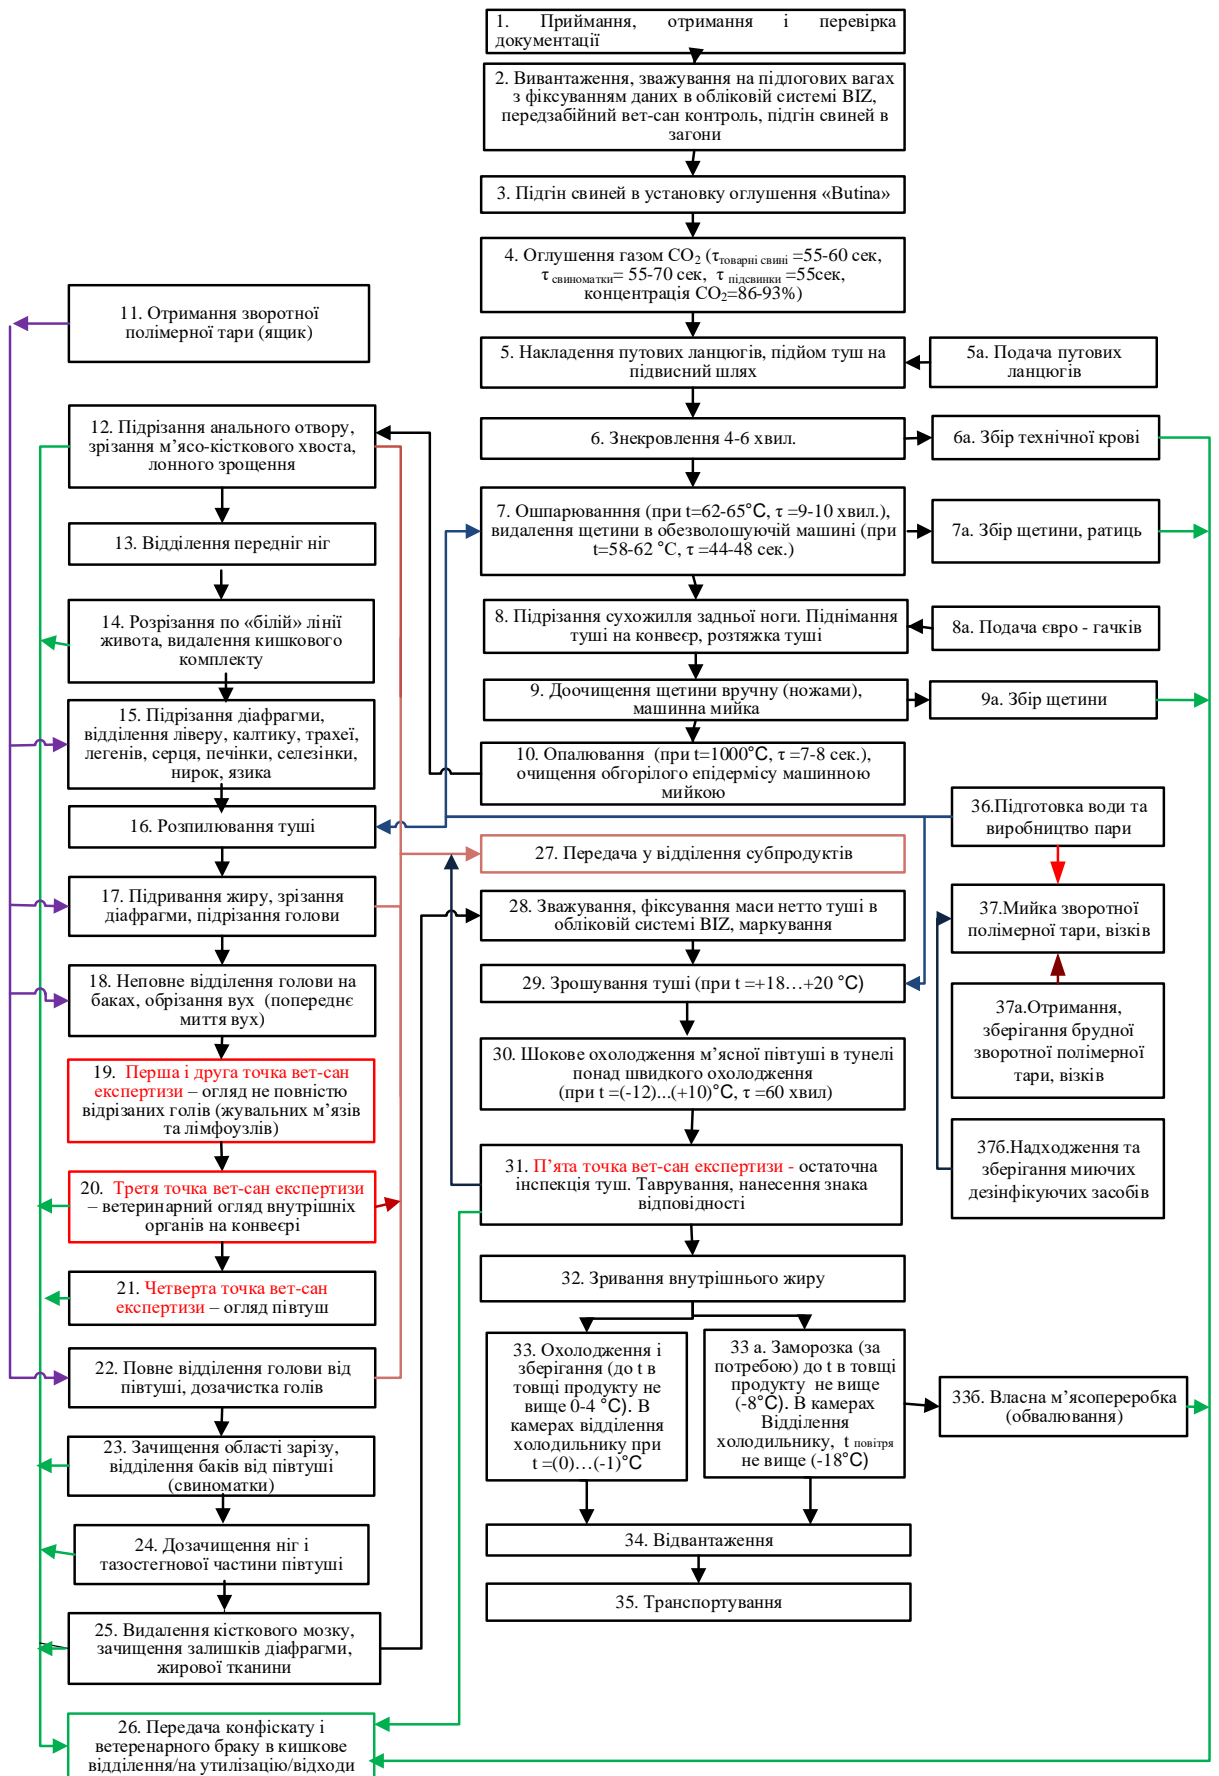 1. Приймання, отримання і перевірка
документації
2. Вивантаження, зважування на підлогових вагах
з фіксуванням даних в обліковій системі BIZ,
передзабійний вет-сан контроль, підгін свиней в
загони
3. Підгін свиней в установку оглушення «Butina»
4. Оглушення газом CO₂ (τтоварні свині =55-60 сек,
τ свиноматки= 55-70 сек, τ підсвинки =55сек,
концентрація CO₂=86-93%)
5. Накладення путових ланцюгів, підйом туш на
підвисний шлях
5а. Подача путових
ланцюгів
6. Знекровлення 4-6 хвил.
6а. Збір технічної крові
7. Ошпарюванння (при t=62-65°C, τ =9-10 хвил.),
видалення щетини в обезволошуючій машині (при
t=58-62 °C, τ =44-48 сек.)
7а. Збір щетини, ратиць
8. Підрізання сухожилля задньої ноги. Піднімання
туші на конвеєр, розтяжка туші
8а. Подача євро - гачків
9. Доочищення щетини вручну (ножами),
машинна мийка
9а. Збір щетини
10. Опалювання (при t=1000°C, τ =7-8 сек.),
очищення обгорілого епідермісу машинною
мийкою
11. Отримання зворотної
полімерної тари (ящик)
12. Підрізання анального отвору,
зрізання м’ясо-кісткового хвоста,
лонного зрощення
13. Відділення передніг ніг
14. Розрізання по «білій» лінії
живота, видалення кишкового
комплекту
15. Підрізання діафрагми,
відділення ліверу, калтику, трахеї,
легенів, серця, печінки, селезінки,
нирок, язика
16. Розпилювання туші
17. Підривання жиру, зрізання
діафрагми, підрізання голови
18. Неповне відділення голови на
баках, обрізання вух (попереднє
миття вух)
19. Перша і друга точка вет-сан
експертизи – огляд не повністю
відрізаних голів (жувальних м’язів
та лімфоузлів)
20. Третя точка вет-сан експертизи
– ветеринарний огляд внутрішніх
органів на конвеєрі
21. Четверта точка вет-сан
експертизи – огляд півтуш
22. Повне відділення голови від
півтуші, дозачистка голів
23. Зачищення області зарізу,
відділення баків від півтуші
(свиноматки)
24. Дозачищення ніг і
тазостегнової частини півтуші
25. Видалення кісткового мозку,
зачищення залишків діафрагми,
жирової тканини
26. Передача конфіскату і
ветеренарного браку в кишкове
відділення/на утилізацію/відходи
27. Передача у відділення субпродуктів
28. Зважування, фіксування маси нетто туші в
обліковій системі BIZ, маркування
29. Зрошування туші (при t =+18…+20 °C)
30. Шокове охолодження м’ясної півтуші в тунелі
понад швидкого охолодження
(при t =(-12)...(+10)°C, τ =60 хвил)
31. П’ята точка вет-сан експертизи - остаточна
інспекція туш. Таврування, нанесення знака
відповідності
32. Зривання внутрішнього жиру
33. Охолодження і
зберігання (до t в
товщі продукту не
вище 0-4 °C). В
камерах відділення
холодильнику при
t =(0)…(-1)°C
33 а. Заморозка (за
потребою) до t в товщі
продукту не вище
(-8°C). В камерах
Відділення
холодильнику, t повітря
не вище (-18°C)
33б. Власна м’ясопереробка
(обвалювання)
34. Відвантаження
35. Транспортування
36.Підготовка води та
виробництво пари
37.Мийка зворотної
полімерної тари, візків
37а.Отримання,
зберігання брудної
зворотної полімерної
тари, візків
37б.Надходження та
зберігання миючих
дезінфікуючих засобів